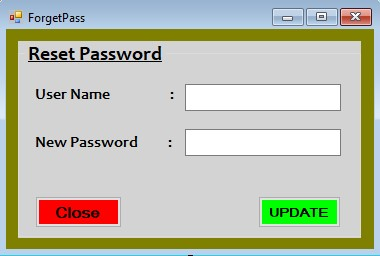 ForgetPass
Reset Password
User Name :
New Password :
Close UPDATE